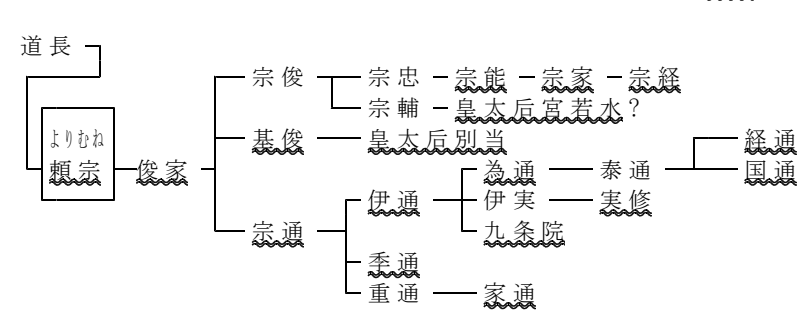 道長
宗俊 宗忠 宗能 宗家 宗経
宗輔 皇太后宮若水？
よりむね
頼宗 俊家
基俊 皇太后別当
経通
為通 泰通 国通
伊通 伊実 実修
宗通 九条院
季通
重通 家通